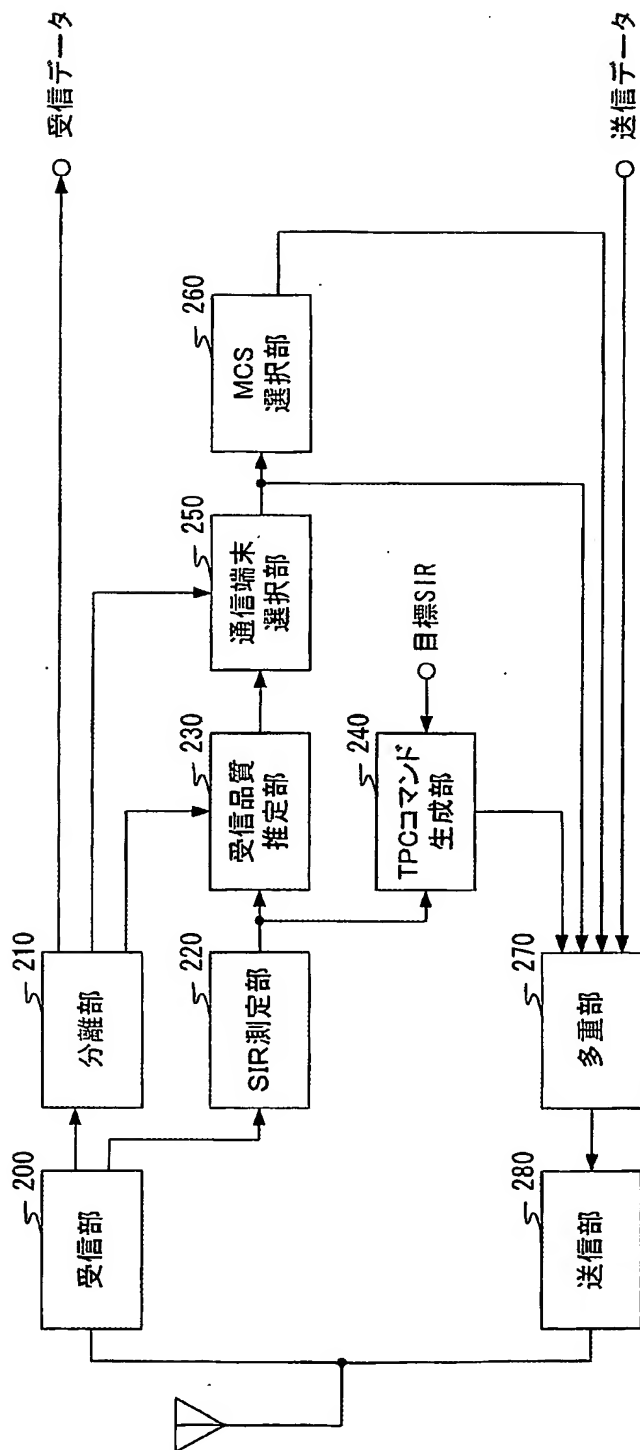 受信データ
送信データ
260
MCS
選択部
250
通信端末
選択部
目標SIR
230
受信品質
推定部
240
TPCコマンド
生成部
210
分離部
220
SIR測定部
270
多重部
200
受信部
280
送信部